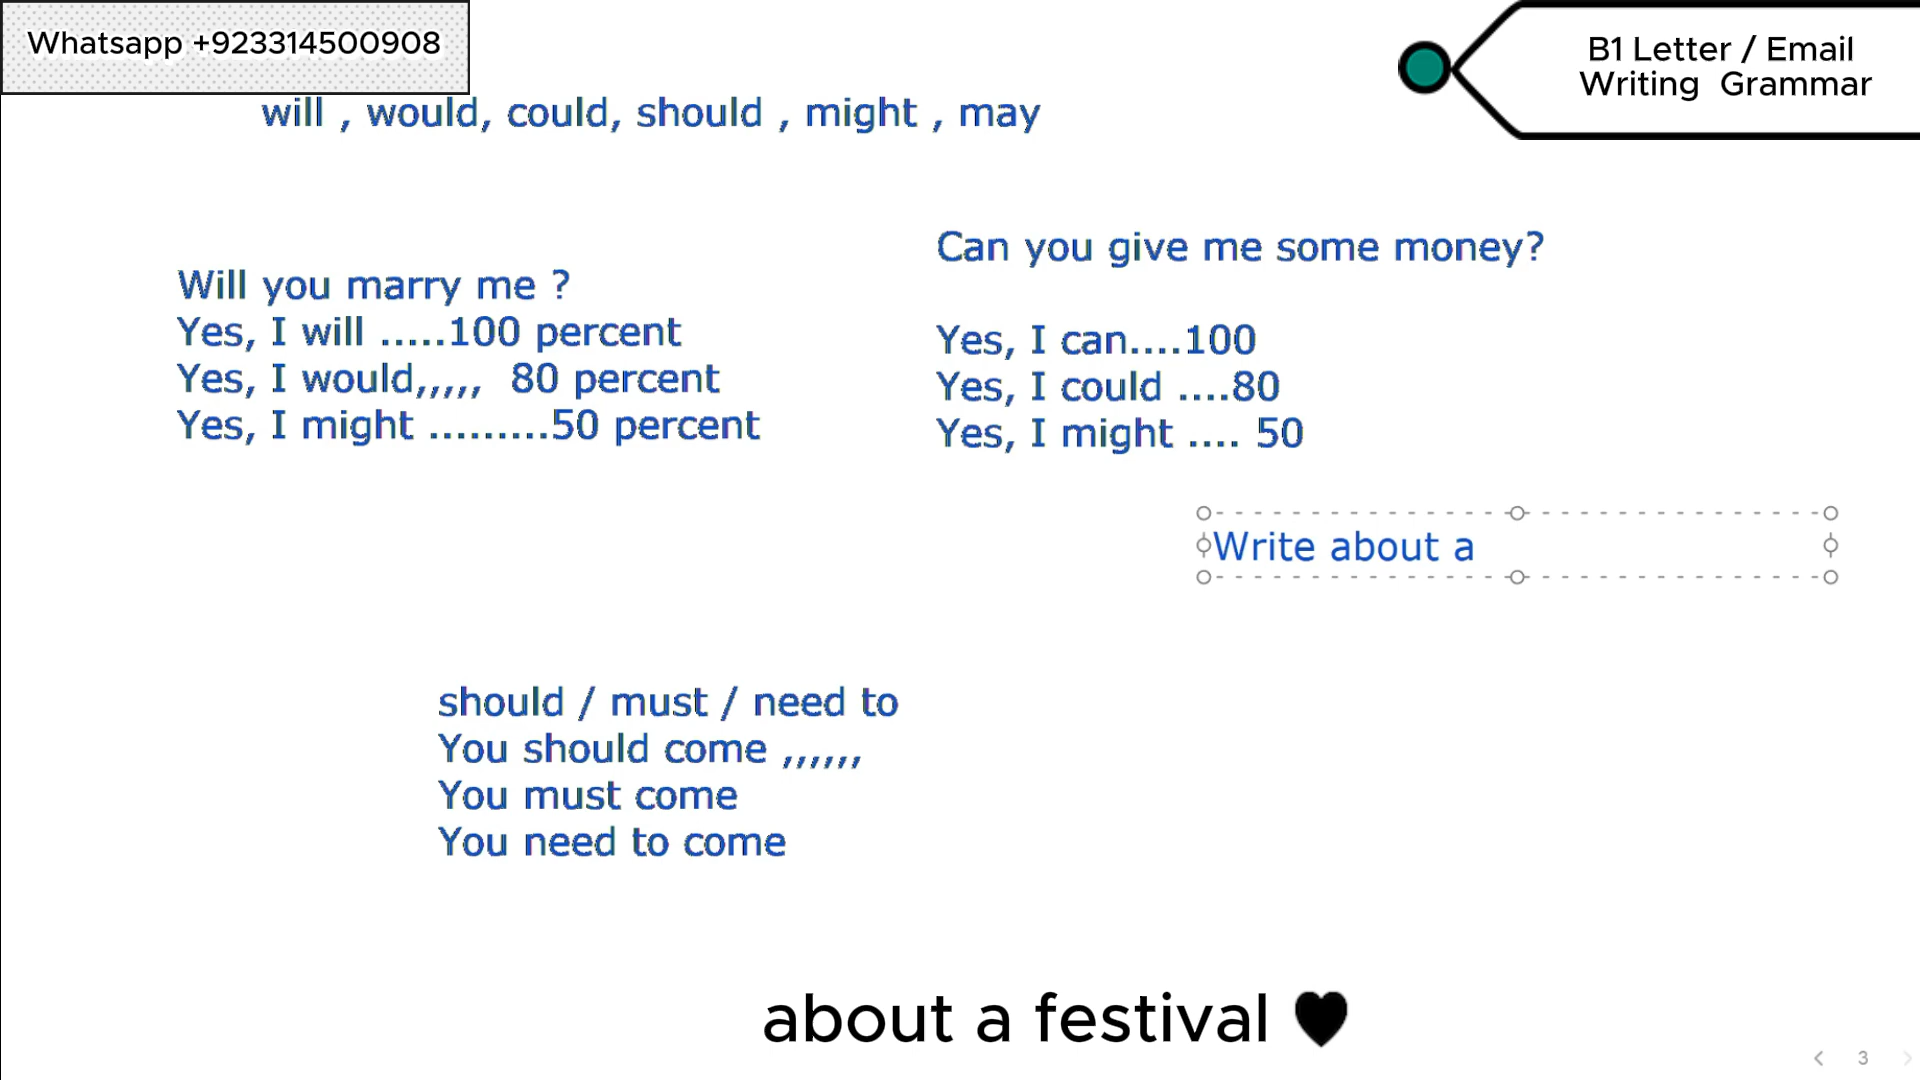 Whatsapp +923314500908
B1 Letter / Email
Writing Grammar
will , would, could, should , might , may
Will you marry me ?
Yes, I will .....100 percent
Yes, I would,,,,, 80 percent
Yes, I might .........50 percent
Can you give me some money?
Yes, I can....100
Yes, I could ....80
Yes, I might .... 50
Write about a
should / must / need to
You should come ,,,,,,
You must come
You need to come
about a festival
3